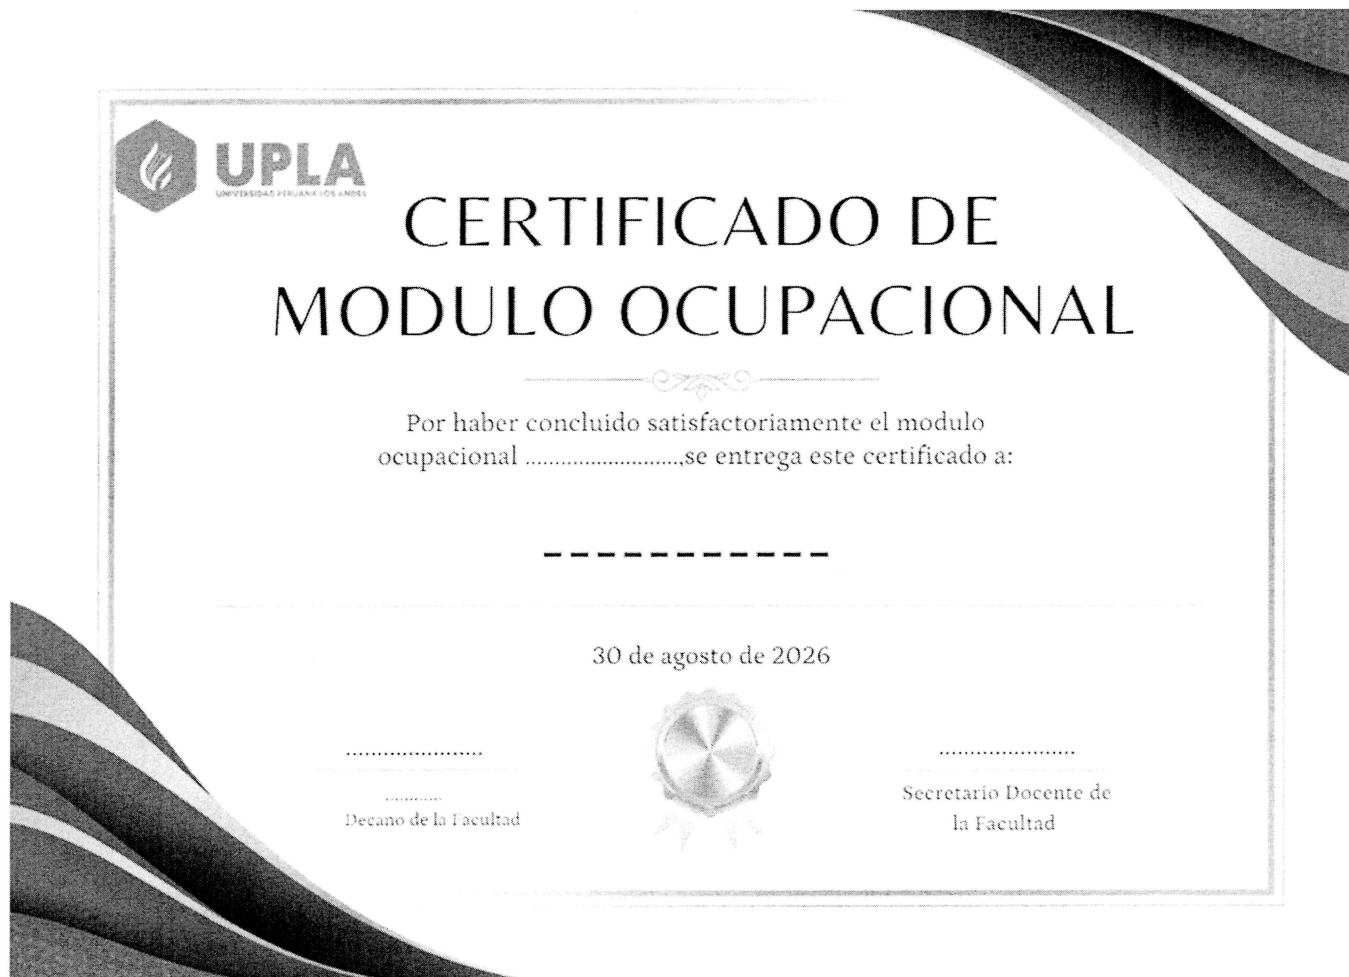 UPLA
UNIVERSIDAD PERUANA LOS ANDES
CERTIFICADO DE
MODULO OCUPACIONAL
Por haber concluido satisfactoriamente el modulo
ocupacional ..........................,se entrega este certificado a:
-----------
30 de agosto de 2026
......................
............
Decano de la Facultad
......................
Secretario Docente de
la Facultad